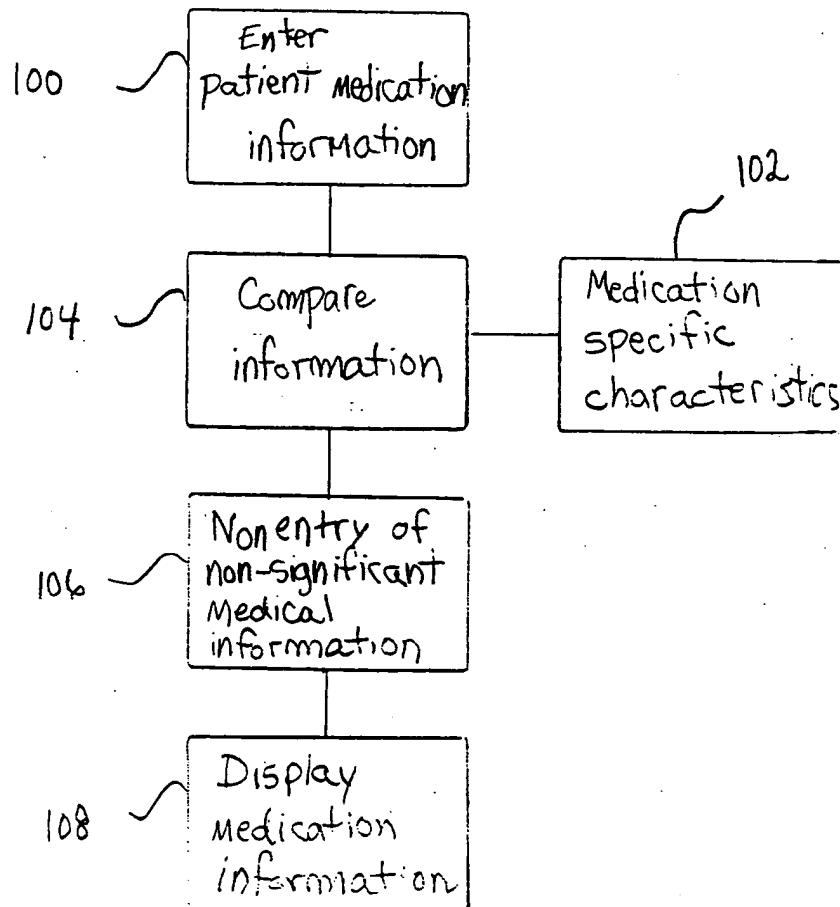 100
Enter
patient medication
information
102
104
Compare
information
Medication
specific
characteristics
106
Nonentry of
non-significant
Medical
information
108
Display
medication
information